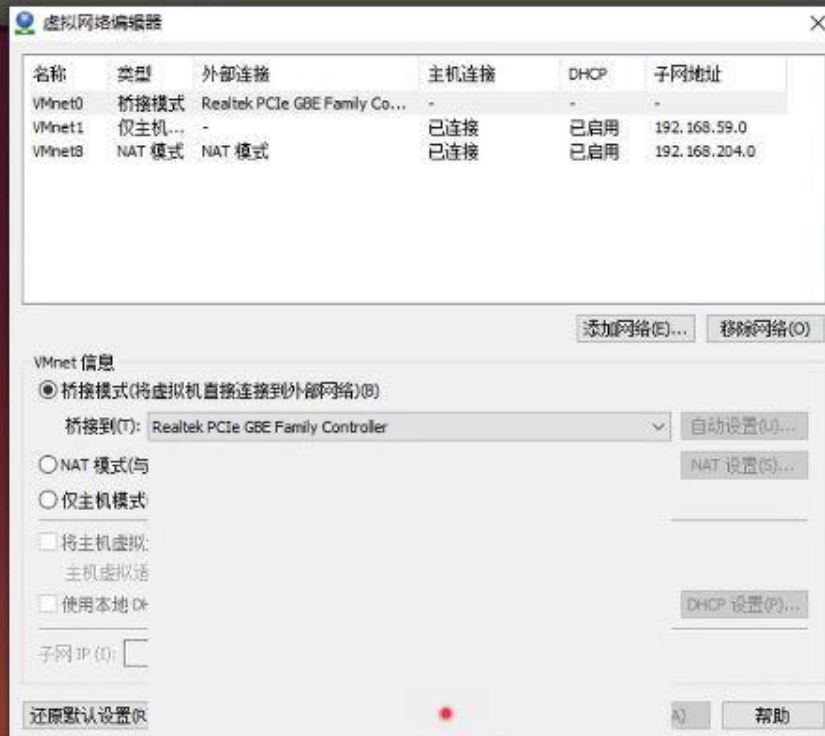 虚拟网络编辑器
名称 类型 外部连接 主机连接 DHCP 子网地址
VMnet0 桥接模式 Realtek PCIe GBE Family Co... - - -
VMnet1 仅主机... - 已连接 已启用 192.168.59.0
VMnet8 NAT 模式 NAT 模式 已连接 已启用 192.168.204.0
添加网络(E)... 移除网络(O)
VMnet 信息
桥接模式(将虚拟机直接连接到外部网络)(B)
桥接到(T): Realtek PCIe GBE Family Controller 自动设置(U)...
NAT 模式(与 NAT 设置(S)...
仅主机模式
将主机虚拟
主机虚拟适
使用本地 DH DHCP 设置(P)...
子网 IP (I):
还原默认设置(R A) 帮助